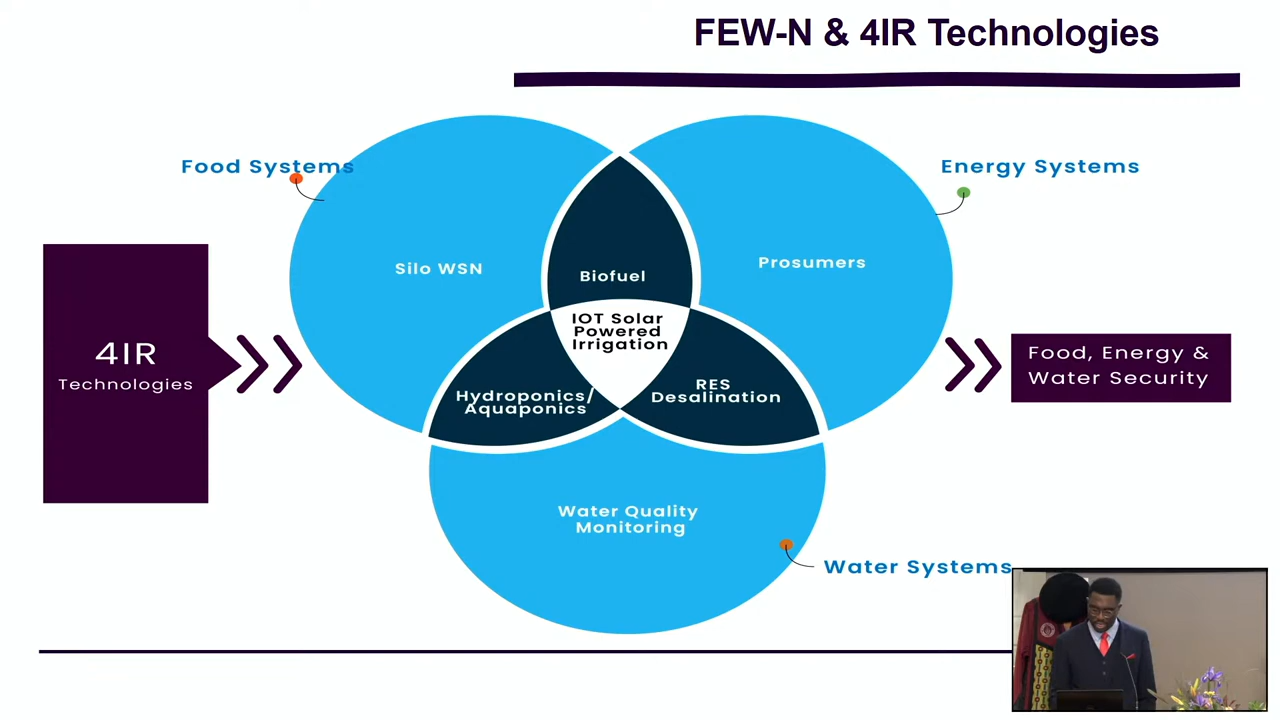 FEW-N & 4IR Technologies
Food Systems
Energy Systems
Silo WSN
Prosumers
Biofuel
IOT Solar
Powered
Irrigation
4IR
Technologies
Food, Energy &
Water Security
Hydroponics/
Aquaponics
RES
Desalination
Water Quality
Monitoring
Water Systems